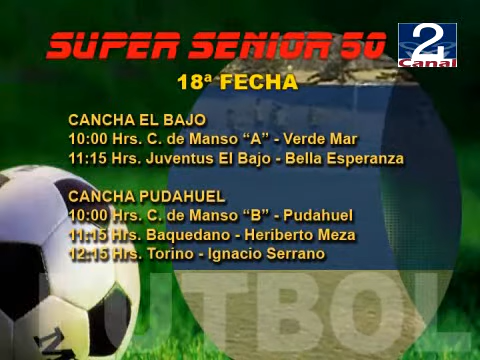 SUPER SENIOR 50
2
Canal
18ª FECHA
CANCHA EL BAJO
10:00 Hrs. C. de Manso “A” - Verde Mar
11:15 Hrs. Juventus El Bajo - Bella Esperanza
CANCHA PUDAHUEL
10:00 Hrs. C. de Manso “B” - Pudahuel
11:15 Hrs. Baquedano - Heriberto Meza
12:15 Hrs. Torino - Ignacio Serrano
FUTBOL